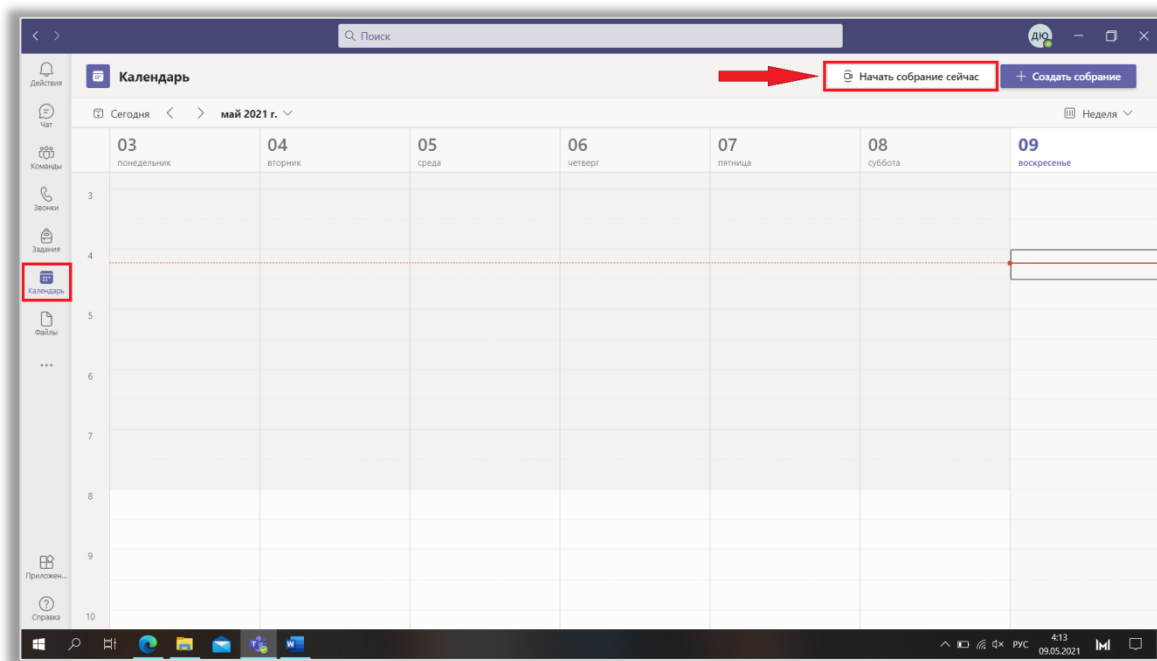 Поиск
ДЮ
Действия
Календарь
Начать собрание сейчас
+ Создать собрание
Чат
Сегодня
май 2021 г.
Неделя
Команды
03
понедельник
04
вторник
05
среда
06
четверг
07
пятница
08
суббота
09
воскресенье
Звонки
3
Задания
4
Календарь
5
Файлы
6
7
8
9
Приложен...
Справка
10
РУС
4:13
09.05.2021